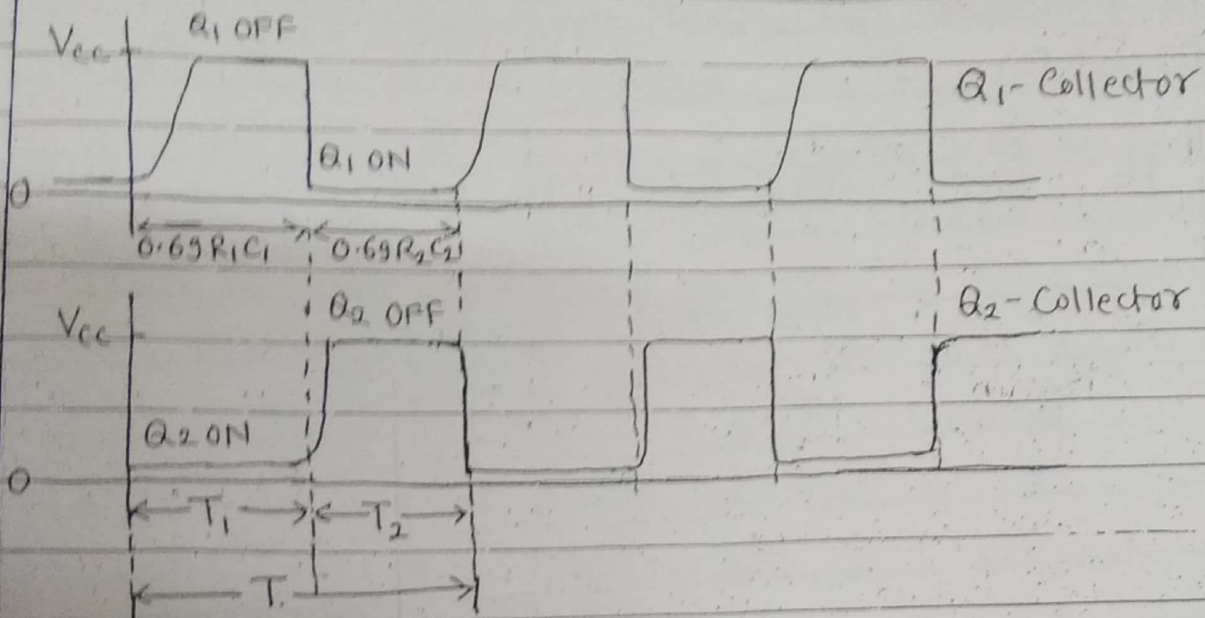 Q1 OFF
Vcc
Q1-Collector
Q1 ON
0
0.69R1C1 0.69R2C2
Q2-Collector
Q2 OFF
Vcc
Q2 ON
0
T1 T2
T